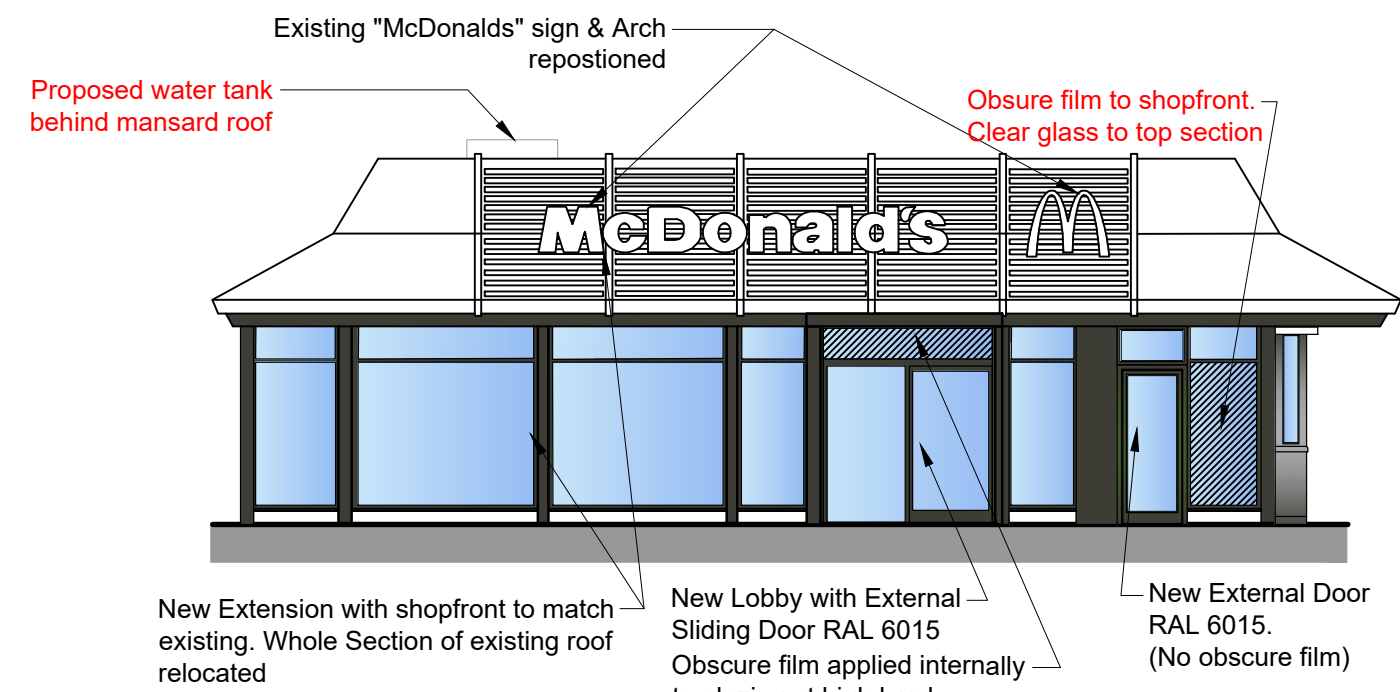 Existing "McDonalds" sign & Arch
repostioned
Proposed water tank
behind mansard roof
Obsure film to shopfront.
Clear glass to top section
McDonald's
New Extension with shopfront to match
existing. Whole Section of existing roof
relocated
New Lobby with External
Sliding Door RAL 6015
Obscure film applied internally
New External Door
RAL 6015.
(No obscure film)